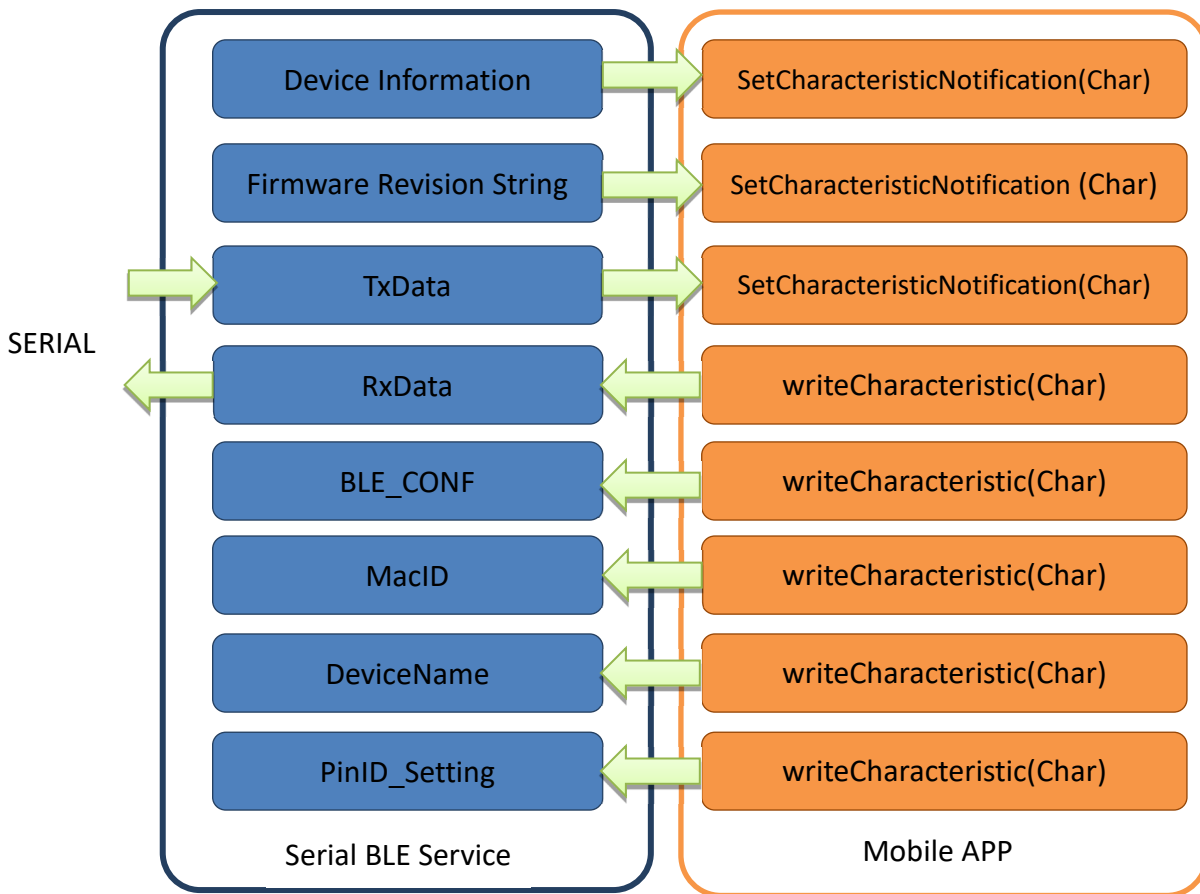 Device Information
SetCharacteristicNotification(Char)
Firmware Revision String
SetCharacteristicNotification (Char)
TxData
SetCharacteristicNotification(Char)
SERIAL
RxData
writeCharacteristic(Char)
BLE_CONF
writeCharacteristic(Char)
MacID
writeCharacteristic(Char)
DeviceName
writeCharacteristic(Char)
PinID_Setting
writeCharacteristic(Char)
Serial BLE Service
Mobile APP